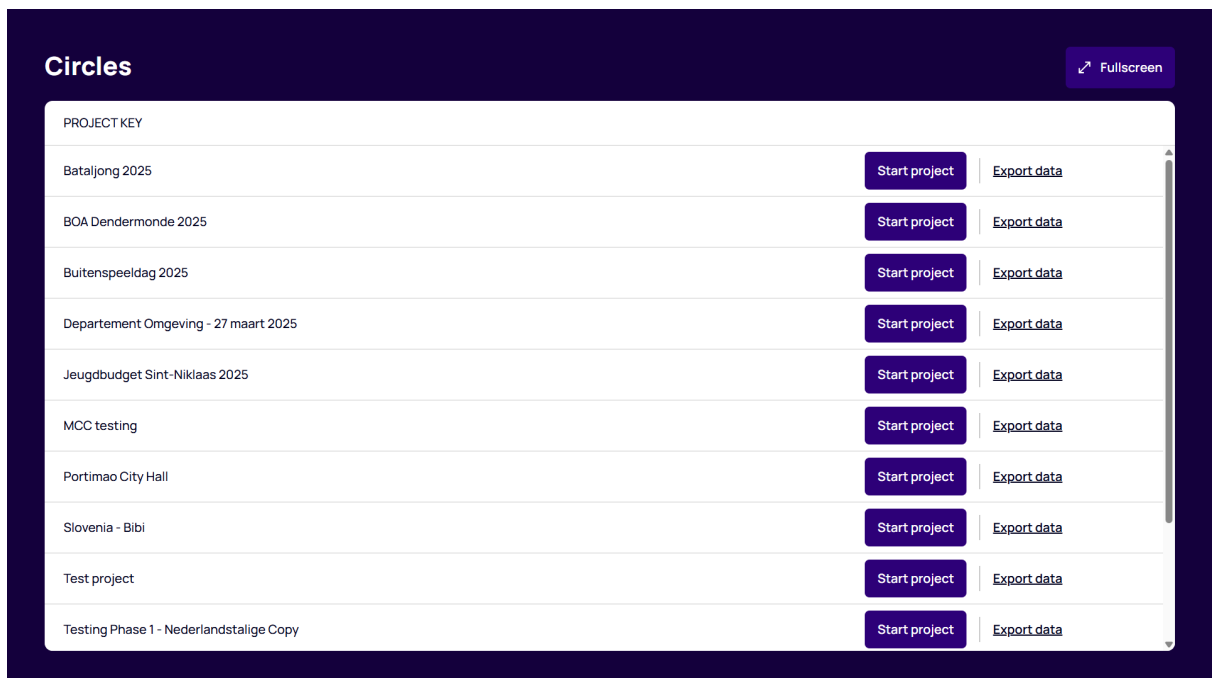 Circles
Fullscreen
PROJECT KEY
Bataljong 2025 Start project Export data
BOA Dendermonde 2025 Start project Export data
Buitenspeeldag 2025 Start project Export data
Departement Omgeving - 27 maart 2025 Start project Export data
Jeugdbudget Sint-Niklaas 2025 Start project Export data
MCC testing Start project Export data
Portimao City Hall Start project Export data
Slovenia - Bibi Start project Export data
Test project Start project Export data
Testing Phase 1 - Nederlandstalige Copy Start project Export data